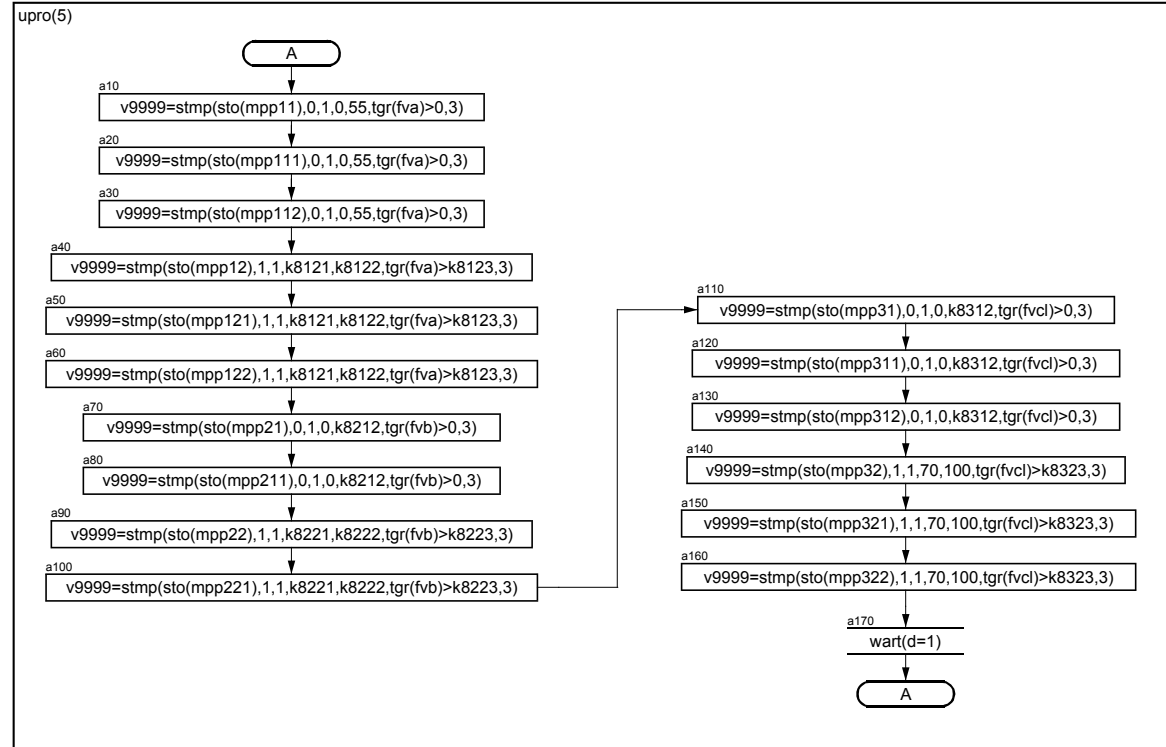 upro(5)
A
a10
v9999=stmp(sto(mpp11),0,1,0,55,tgr(fva)>0,3)
a20
v9999=stmp(sto(mpp111),0,1,0,55,tgr(fva)>0,3)
a30
v9999=stmp(sto(mpp112),0,1,0,55,tgr(fva)>0,3)
a40
v9999=stmp(sto(mpp12),1,1,k8121,k8122,tgr(fva)>k8123,3)
a50
v9999=stmp(sto(mpp121),1,1,k8121,k8122,tgr(fva)>k8123,3)
a60
v9999=stmp(sto(mpp122),1,1,k8121,k8122,tgr(fva)>k8123,3)
a70
v9999=stmp(sto(mpp21),0,1,0,k8212,tgr(fvb)>0,3)
a80
v9999=stmp(sto(mpp211),0,1,0,k8212,tgr(fvb)>0,3)
a90
v9999=stmp(sto(mpp22),1,1,k8221,k8222,tgr(fvb)>k8223,3)
a100
v9999=stmp(sto(mpp221),1,1,k8221,k8222,tgr(fvb)>k8223,3)
a110
v9999=stmp(sto(mpp31),0,1,0,k8312,tgr(fvcl)>0,3)
a120
v9999=stmp(sto(mpp311),0,1,0,k8312,tgr(fvcl)>0,3)
a130
v9999=stmp(sto(mpp312),0,1,0,k8312,tgr(fvcl)>0,3)
a140
v9999=stmp(sto(mpp32),1,1,70,100,tgr(fvcl)>k8323,3)
a150
v9999=stmp(sto(mpp321),1,1,70,100,tgr(fvcl)>k8323,3)
a160
v9999=stmp(sto(mpp322),1,1,70,100,tgr(fvcl)>k8323,3)
a170
wart(d=1)
A